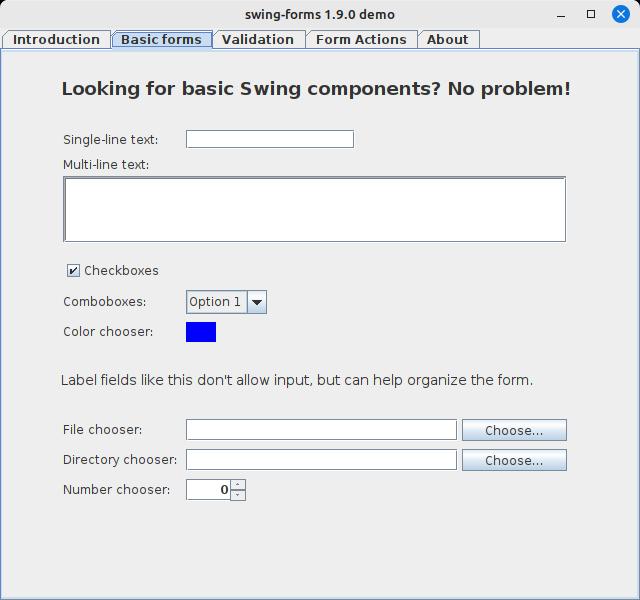 swing-forms 1.9.0 demo
Introduction Basic forms Validation Form Actions About
Looking for basic Swing components? No problem!
Single-line text:
Multi-line text:
Checkboxes
Comboboxes: Option 1
Color chooser:
Label fields like this don't allow input, but can help organize the form.
File chooser: Choose...
Directory chooser: Choose...
Number chooser: 0